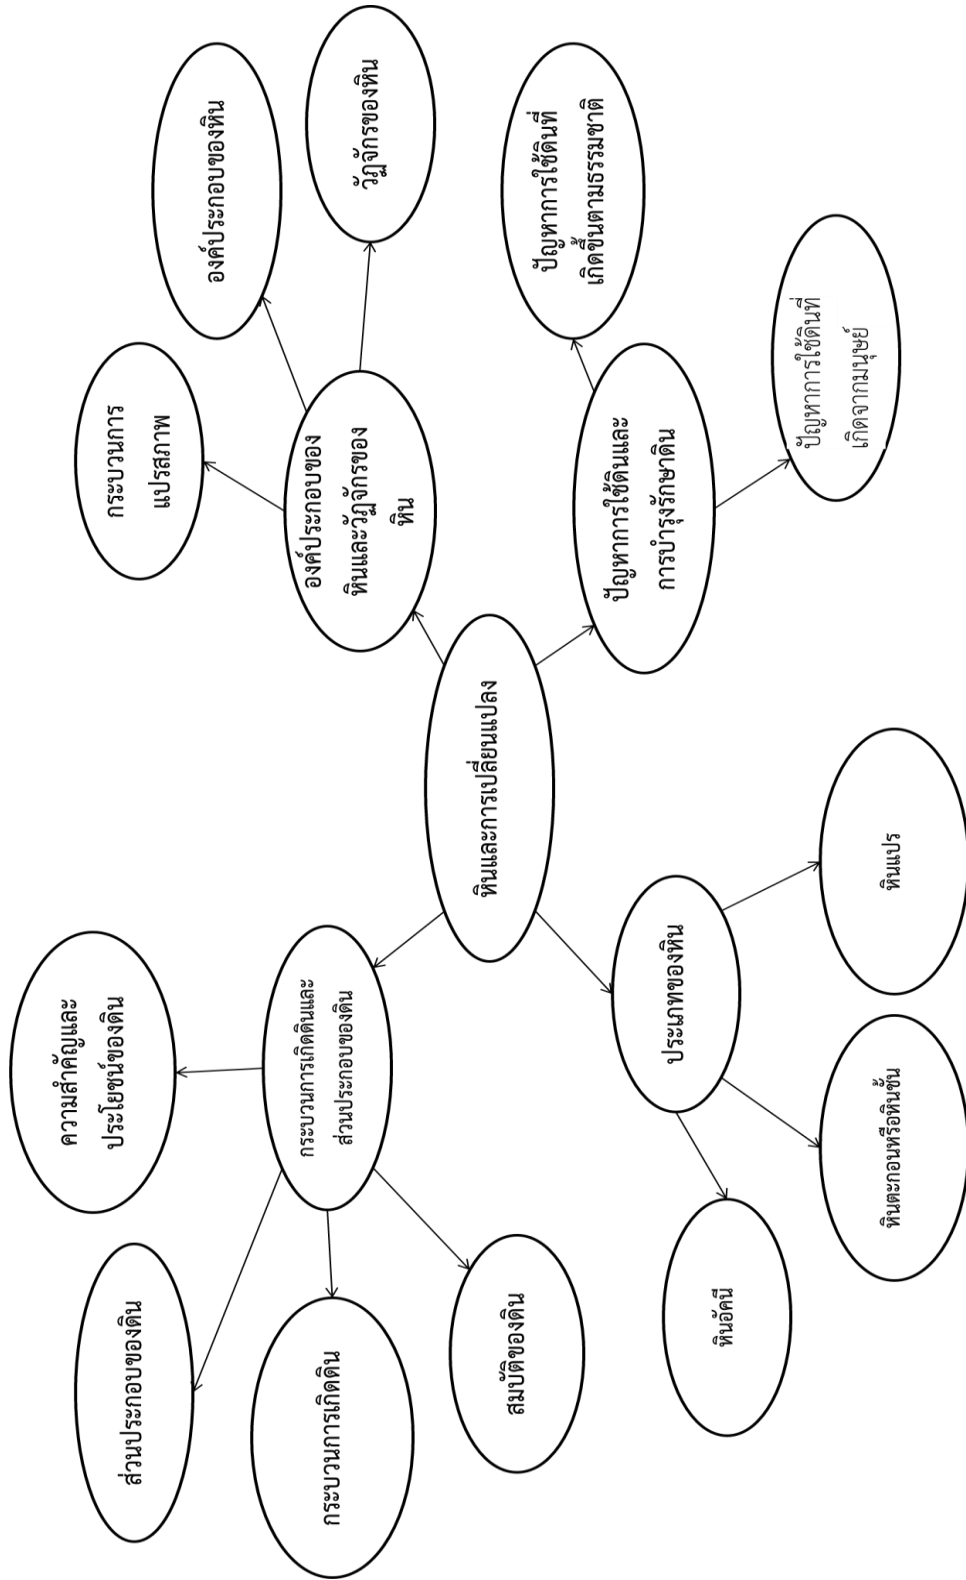 ส่วนประกอบของดิน
ความสำคัญและ
ประโยชน์ของดิน
กระบวนการ
แปรสภาพ
องค์ประกอบของหิน
วัฏจักรของหิน
กระบวนการเกิดดิน
กระบวนการเกิดดินและ
ส่วนประกอบของดิน
องค์ประกอบของ
หินและวัฏจักรของ
หิน
สมบัติของดิน
หินและการเปลี่ยนแปลง
ปัญหาการใช้ดินที่
เกิดขึ้นตามธรรมชาติ
ปัญหาการใช้ดินและ
การบำรุงรักษาดิน
หินอัคนี
ประเภทของหิน
ปัญหาการใช้ดินที่
เกิดจากมนุษย์
หินตะกอนหรือหินชั้น
หินแปร